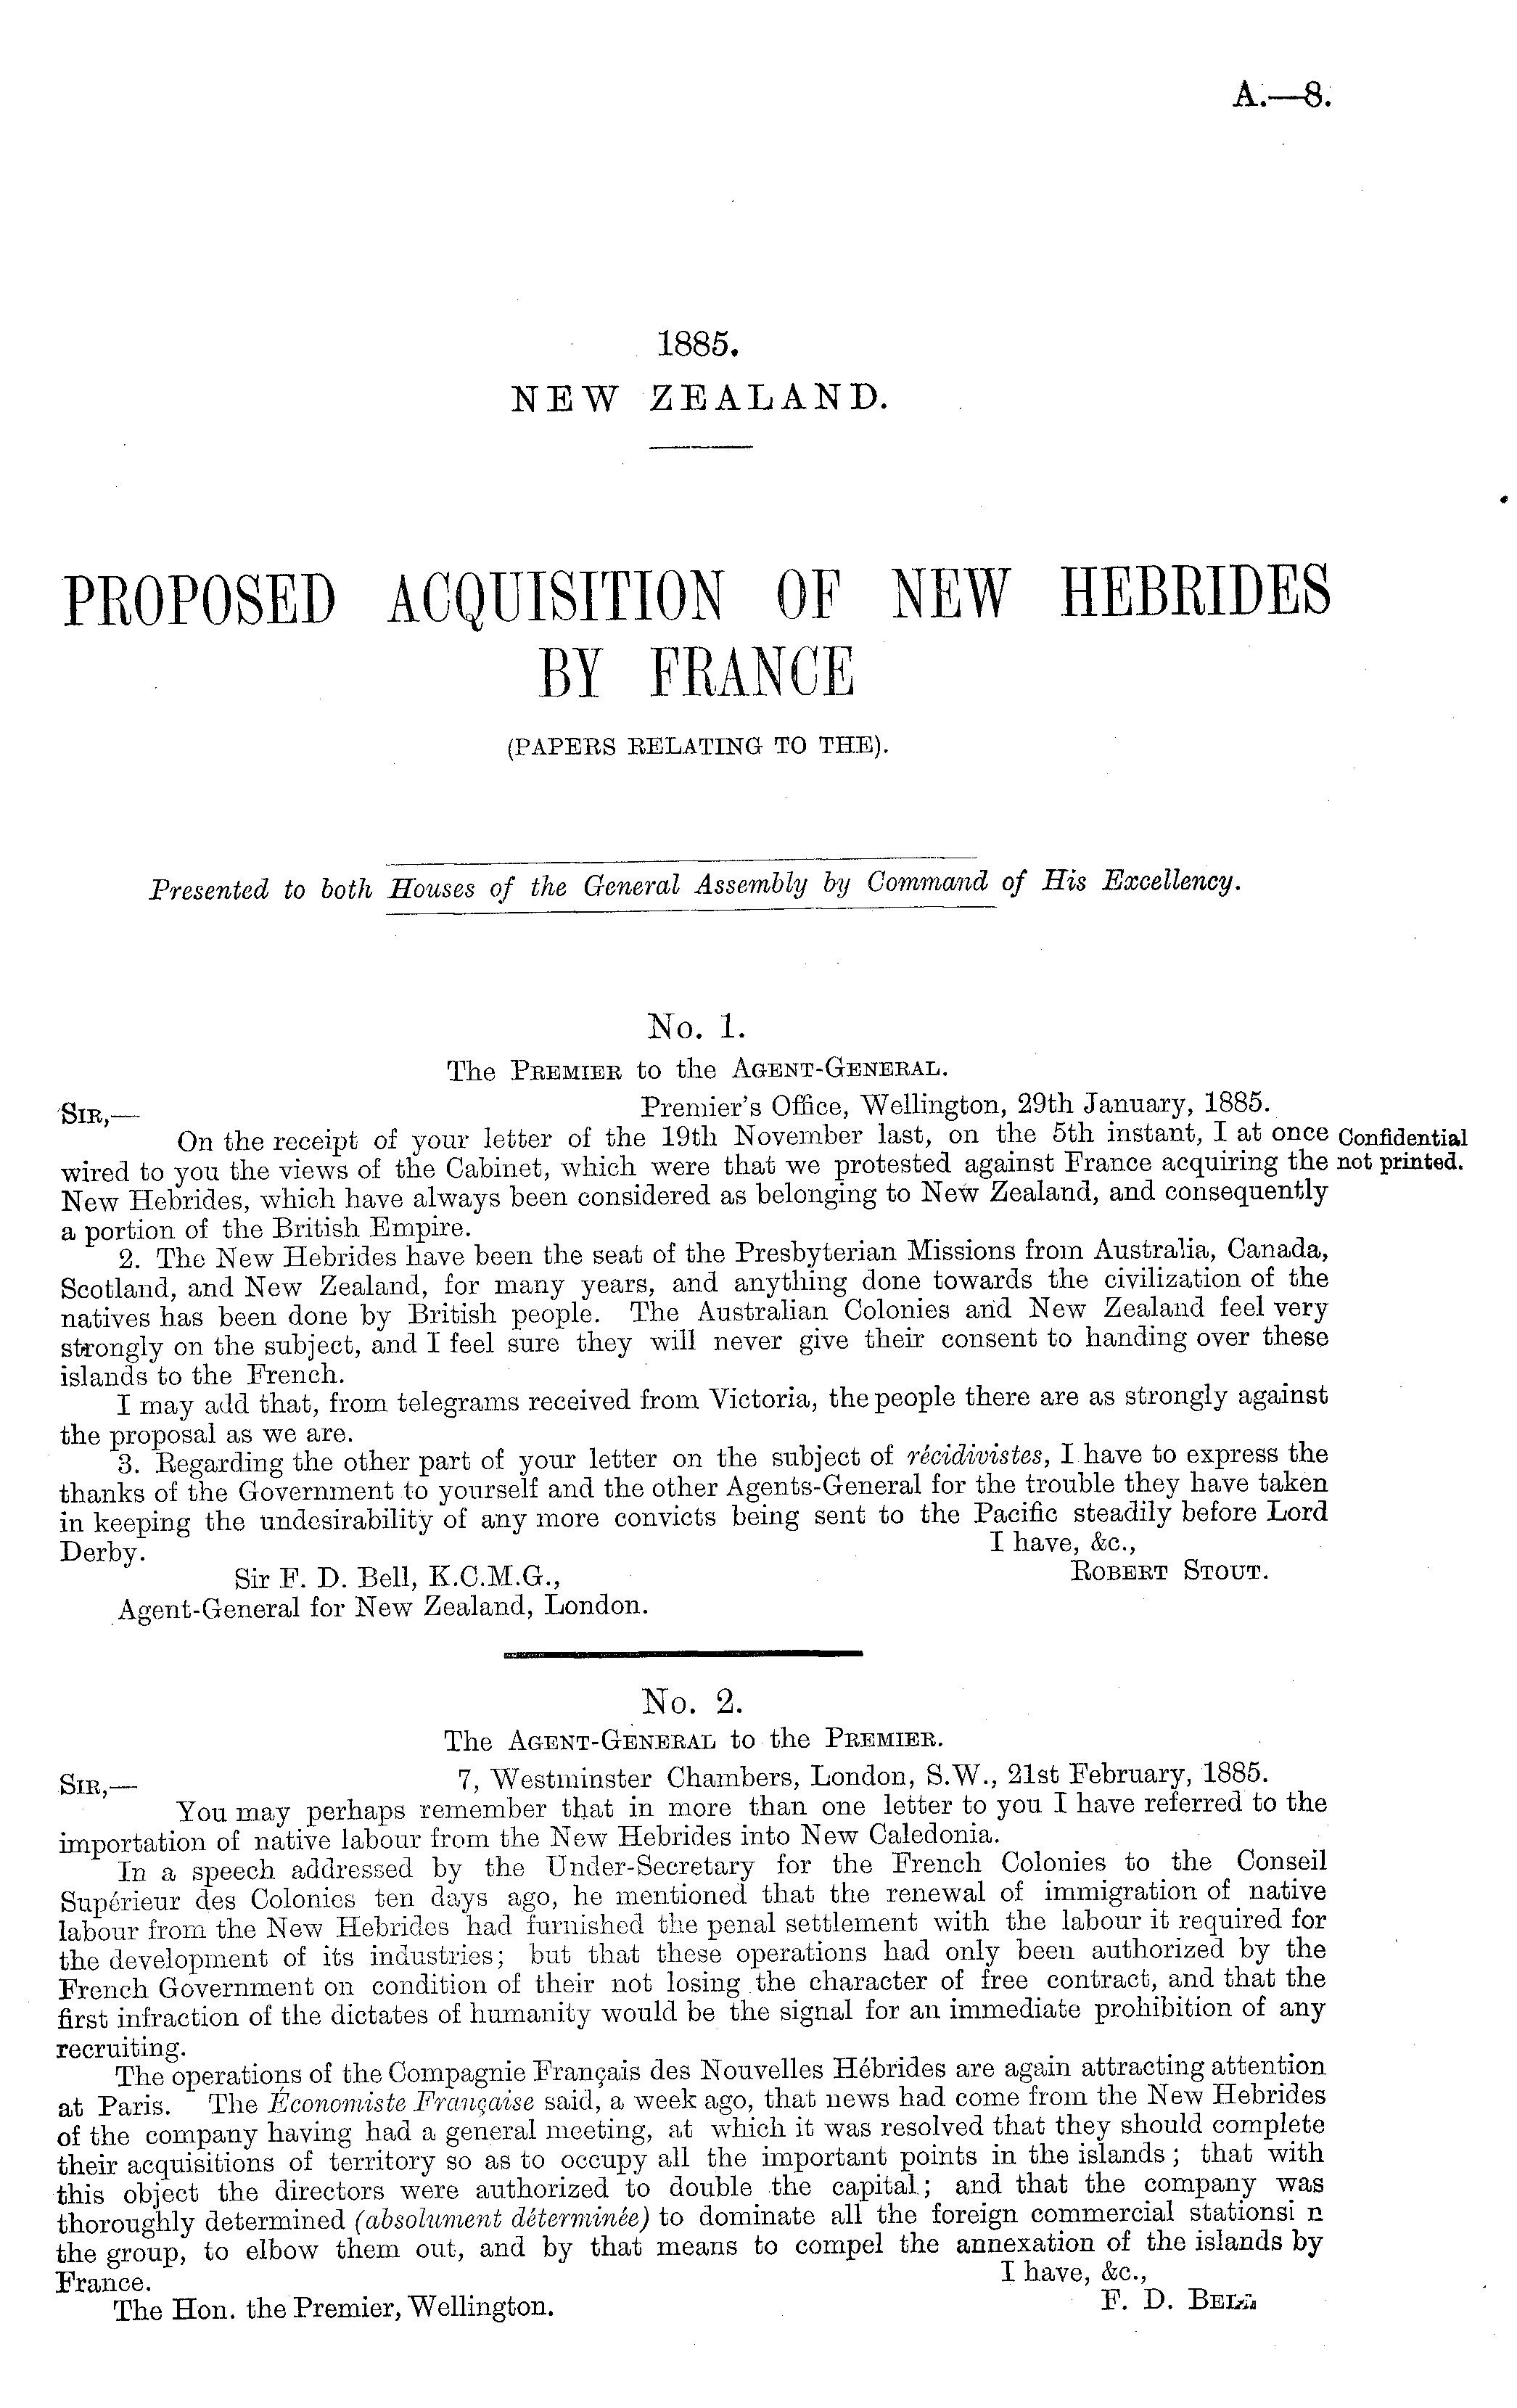 A.—8.
1885.
NEW ZEALAND.
PROPOSED ACQUISITION OF NEW HEBRIDES
BY FRANCE
(PAPERS RELATING TO THE).
Presented to both Houses of the General Assembly by Command of His Excellency.
No. 1.
The PREMIER to the AGENT-GENERAL.
SIR,— Premier's Office, Wellington, 29th January, 1885.
On the receipt of your letter of the 19th November last, on the 5th instant, I at once Confidential
wired to you the views of the Cabinet, which were that we protested against France acquiring the not printed.
New Hebrides, which have always been considered as belonging to New Zealand, and consequently
a portion of the British Empire.
2. The New Hebrides have been the seat of the Presbyterian Missions from Australia, Canada,
Scotland, and New Zealand, for many years, and anything done towards the civilization of the
natives has been done by British people. The Australian Colonies and New Zealand feel very
strongly on the subject, and I feel sure they will never give their consent to handing over these
islands to the French.
I may add that, from telegrams received from Victoria, the people there are as strongly against
the proposal as we are.
3. Regarding the other part of your letter on the subject of récidivistes, I have to express the
thanks of the Government to yourself and the other Agents-General for the trouble they have taken
in keeping the undesirability of any more convicts being sent to the Pacific steadily before Lord
Derby. I have, &c.,
Sir F. D. Bell, K.C.M.G., ROBERT STOUT.
Agent-General for New Zealand, London.
No. 2.
The AGENT-GENERAL to the PREMIER.
SIR,— 7, Westminster Chambers, London, S.W., 21st February, 1885.
You may perhaps remember that in more than one letter to you I have referred to the
importation of native labour from the New Hebrides into New Caledonia.
In a speech addressed by the Under-Secretary for the French Colonies to the Conseil
Supérieur des Colonies ten days ago, he mentioned that the renewal of immigration of native
labour from the New Hebrides had furnished the penal settlement with the labour it required for
the development of its industries; but that these operations had only been authorized by the
French Government on condition of their not losing the character of free contract, and that the
first infraction of the dictates of humanity would be the signal for an immediate prohibition of any
recruiting.
The operations of the Compagnie Français des Nouvelles Hébrides are again attracting attention
at Paris. The Économiste Française said, a week ago, that news had come from the New Hebrides
of the company having had a general meeting, at which it was resolved that they should complete
their acquisitions of territory so as to occupy all the important points in the islands; that with
this object the directors were authorized to double the capital; and that the company was
thoroughly determined (absolument déterminée) to dominate all the foreign commercial stationsi n
the group, to elbow them out, and by that means to compel the annexation of the islands by
France. I have, &c.,
The Hon. the Premier, Wellington. F. D. BELL